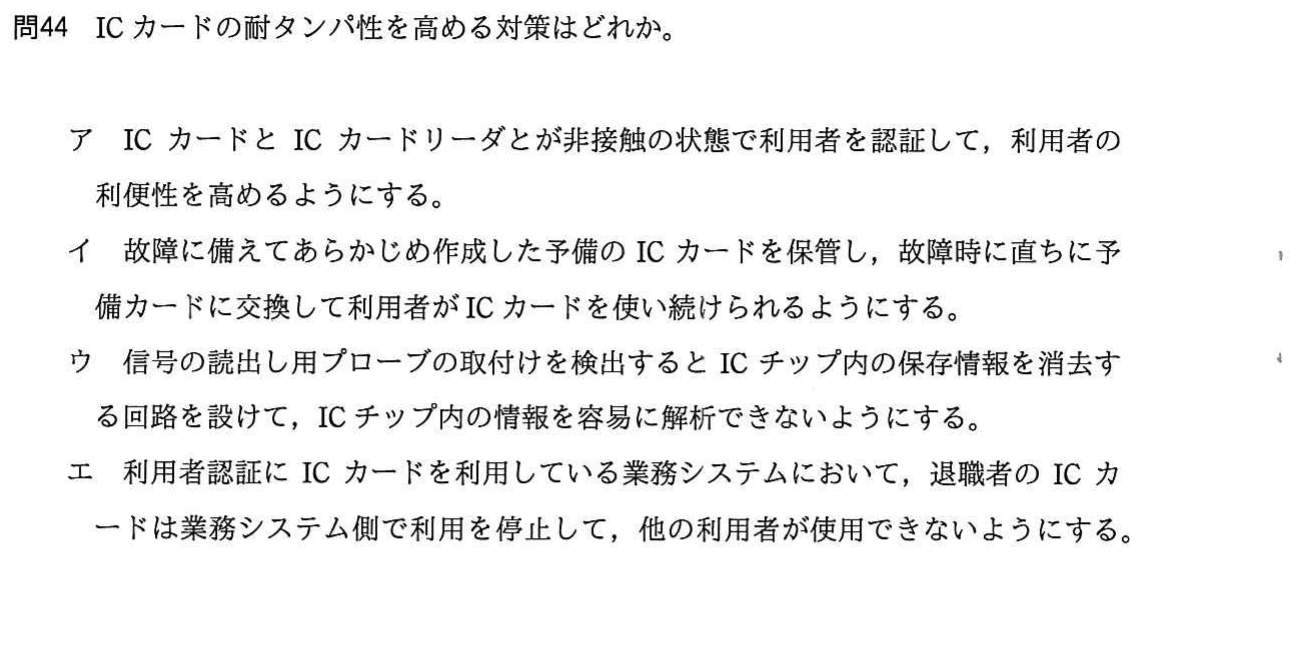 問44 IC カードの耐タンパ性を高める対策はどれか。
ア IC カードと IC カードリーダとが非接触の状態で利用者を認証して，利用者の
利便性を高めるようにする。
イ 故障に備えてあらかじめ作成した予備の IC カードを保管し，故障時に直ちに予
備カードに交換して利用者が IC カードを使い続けられるようにする。
ウ 信号の読出し用プローブの取付けを検出すると IC チップ内の保存情報を消去す
る回路を設けて，IC チップ内の情報を容易に解析できないようにする。
エ 利用者認証に IC カードを利用している業務システムにおいて，退職者の IC カ
ードは業務システム側で利用を停止して，他の利用者が使用できないようにする。